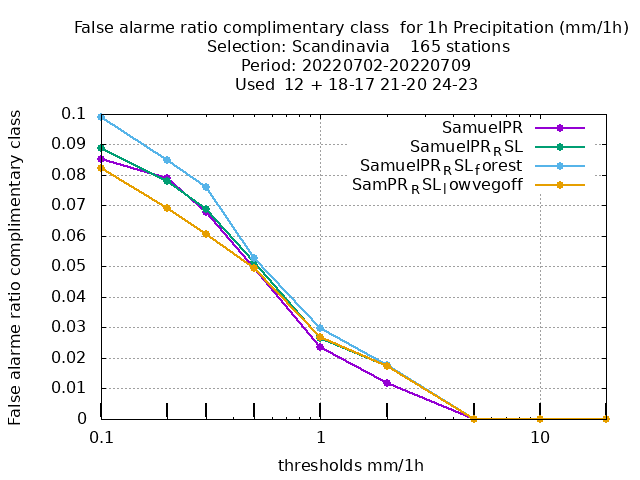 False alarme ratio complimentary class  for 1h Precipitation (mm/1h)
Selection: Scandinavia    165 stations
Period: 20220702-20220709
Used  12 + 18-17 21-20 24-23
False alarme ratio complimentary class
0.1
0.09
0.08
0.07
0.06
0.05
0.04
0.03
0.02
0.01
0
SamuelPR
SamuelPR_RSL
SamuelPR_RSL_forest
SamPR_RSL_lowvegoff
0.1 1 10
thresholds mm/1h